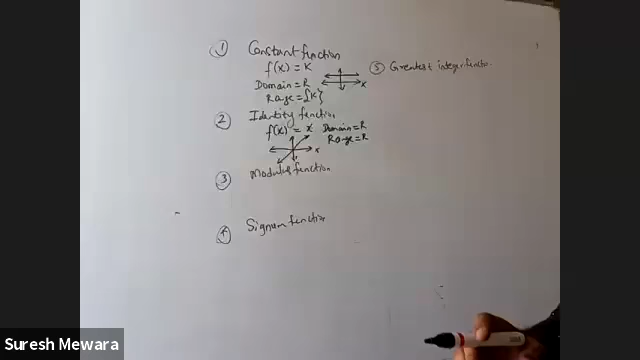 ① Constant function
f(x) = K
Domain = R
Range = {K}
x
② Identity function
f(x) = x Domain = R
Range = R
x
③ Modulus function
④ Signum function
⑤ Greatest integer function
Suresh Mewara